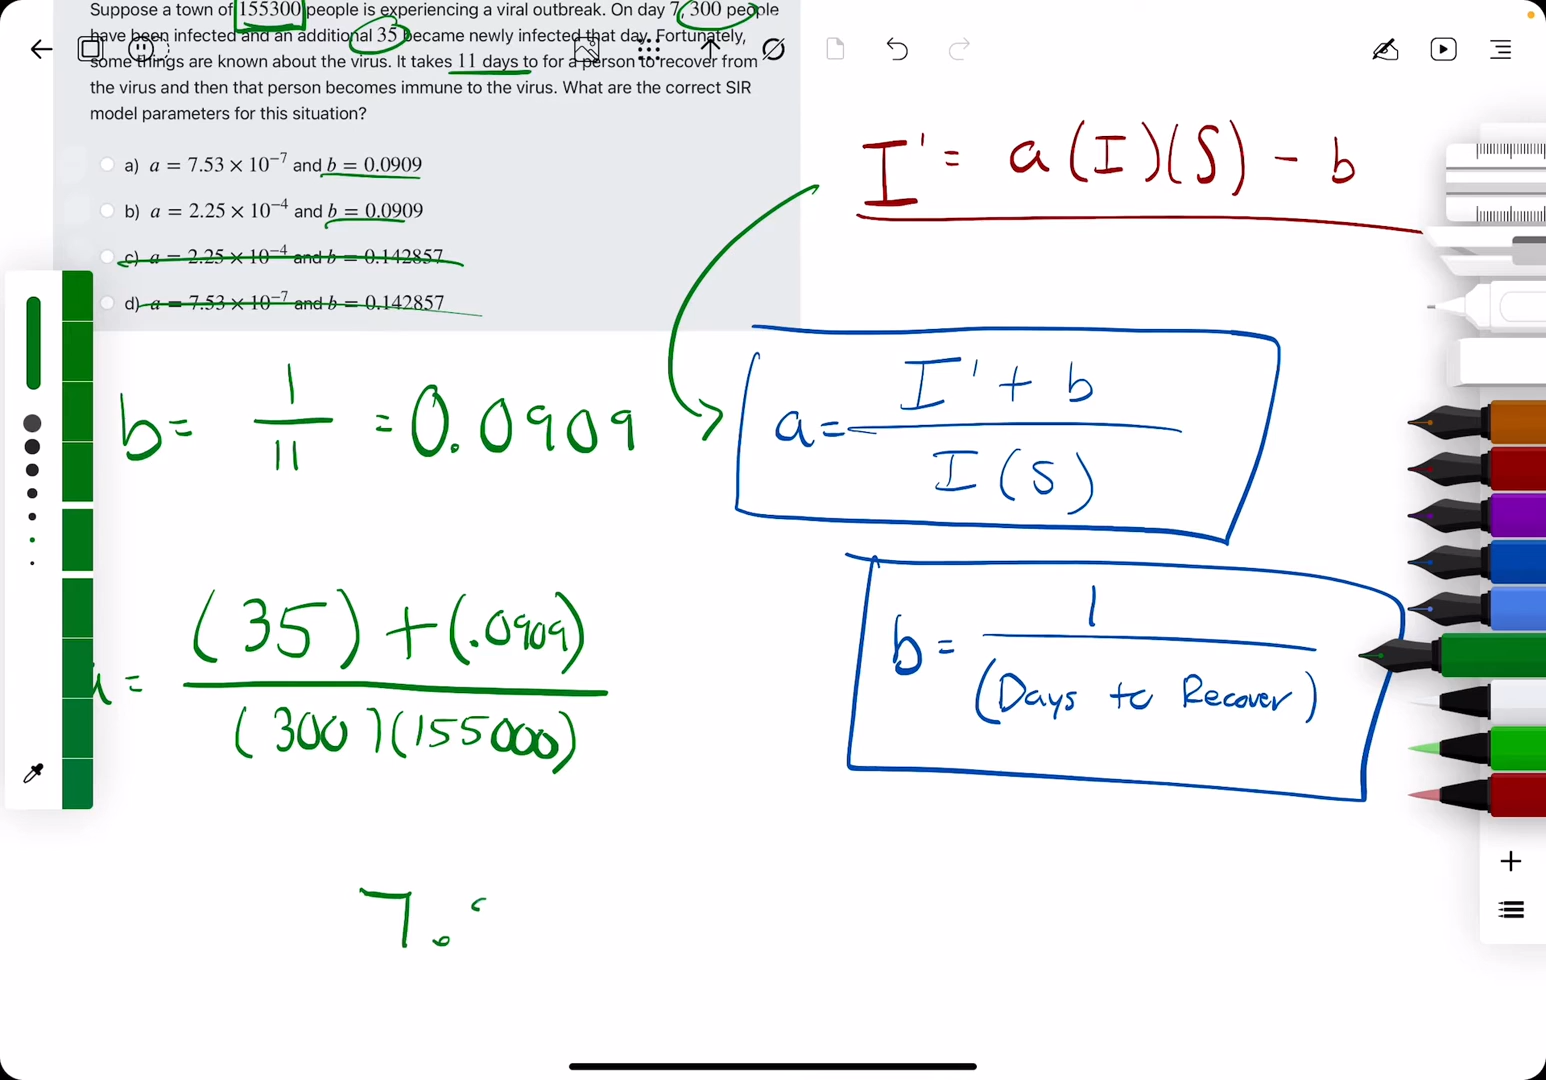 Suppose a town of 155300 people is experiencing a viral outbreak. On day 7, 300 people
have been infected and an additional 35 became newly infected that day. Fortunately,
some things are known about the virus. It takes 11 days to for a person to recover from
the virus and then that person becomes immune to the virus. What are the correct SIR
model parameters for this situation?
a) a = 7.53 × 10⁻⁷ and b = 0.0909
b) a = 2.25 × 10⁻⁴ and b = 0.0909
c) a = 2.25 × 10⁻⁴ and b = 0.142857
d) a = 7.53 × 10⁻⁷ and b = 0.142857
I' = a(I)(S) - b
a = I' + b
I(S)
b = 1
(Days to Recover)
b = 1
11
= 0.0909
(35) + (.0909)
=
(300)(155000)
7.